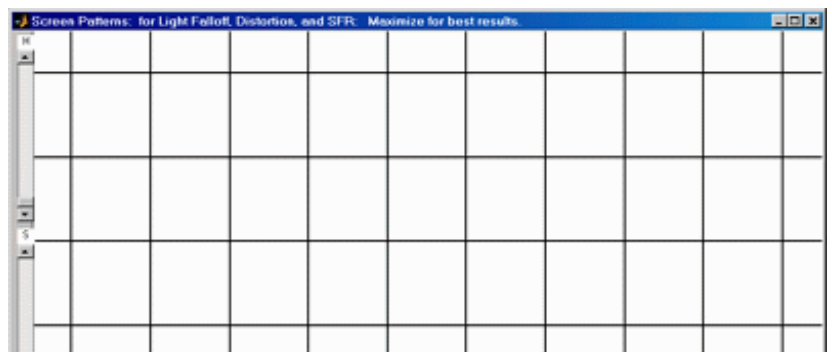 Screen Patterns: for Light Falloff, Distortion, and SFR: Maximize for best results.
H
S